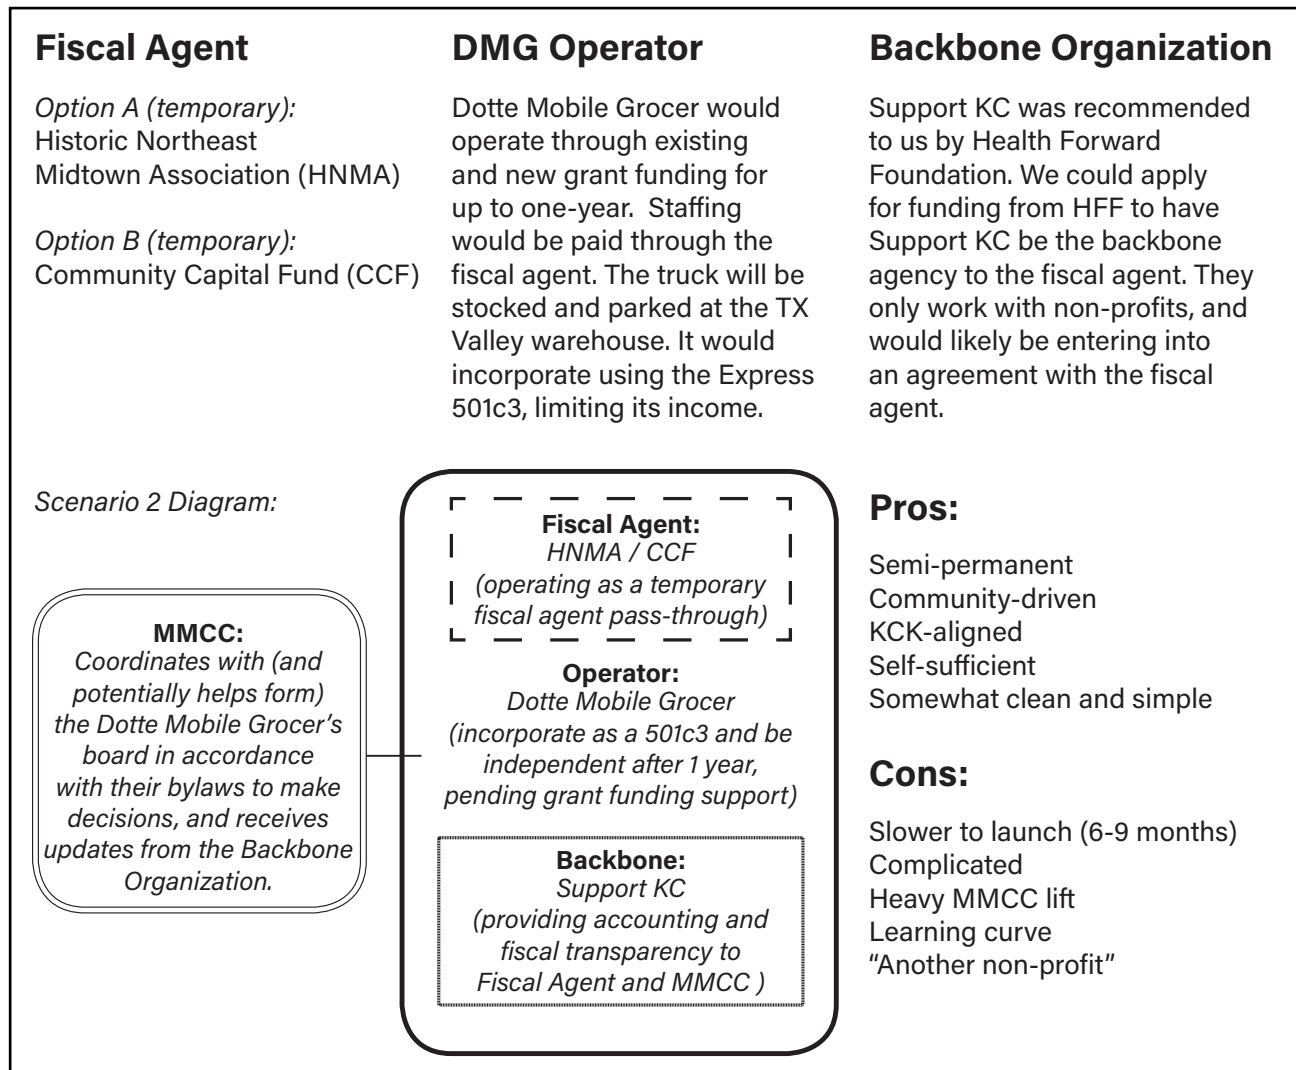 Fiscal Agent
Option A (temporary):
Historic Northeast
Midtown Association (HNMA)
Option B (temporary):
Community Capital Fund (CCF)
DMG Operator
Dotte Mobile Grocer would
operate through existing
and new grant funding for
up to one-year.  Staffing
would be paid through the
fiscal agent. The truck will be
stocked and parked at the TX
Valley warehouse. It would
incorporate using the Express
501c3, limiting its income.
Backbone Organization
Support KC was recommended
to us by Health Forward
Foundation. We could apply
for funding from HFF to have
Support KC be the backbone
agency to the fiscal agent. They
only work with non-profits, and
would likely be entering into
an agreement with the fiscal
agent.
Scenario 2 Diagram:
MMCC:
Coordinates with (and
potentially helps form)
the Dotte Mobile Grocer’s
board in accordance
with their bylaws to make
decisions, and receives
updates from the Backbone
Organization.
Fiscal Agent:
HNMA / CCF
(operating as a temporary
fiscal agent pass-through)
Operator:
Dotte Mobile Grocer
(incorporate as a 501c3 and be
independent after 1 year,
pending grant funding support)
Backbone:
Support KC
(providing accounting and
fiscal transparency to
Fiscal Agent and MMCC )
Pros:
Semi-permanent
Community-driven
KCK-aligned
Self-sufficient
Somewhat clean and simple
Cons:
Slower to launch (6-9 months)
Complicated
Heavy MMCC lift
Learning curve
“Another non-profit”